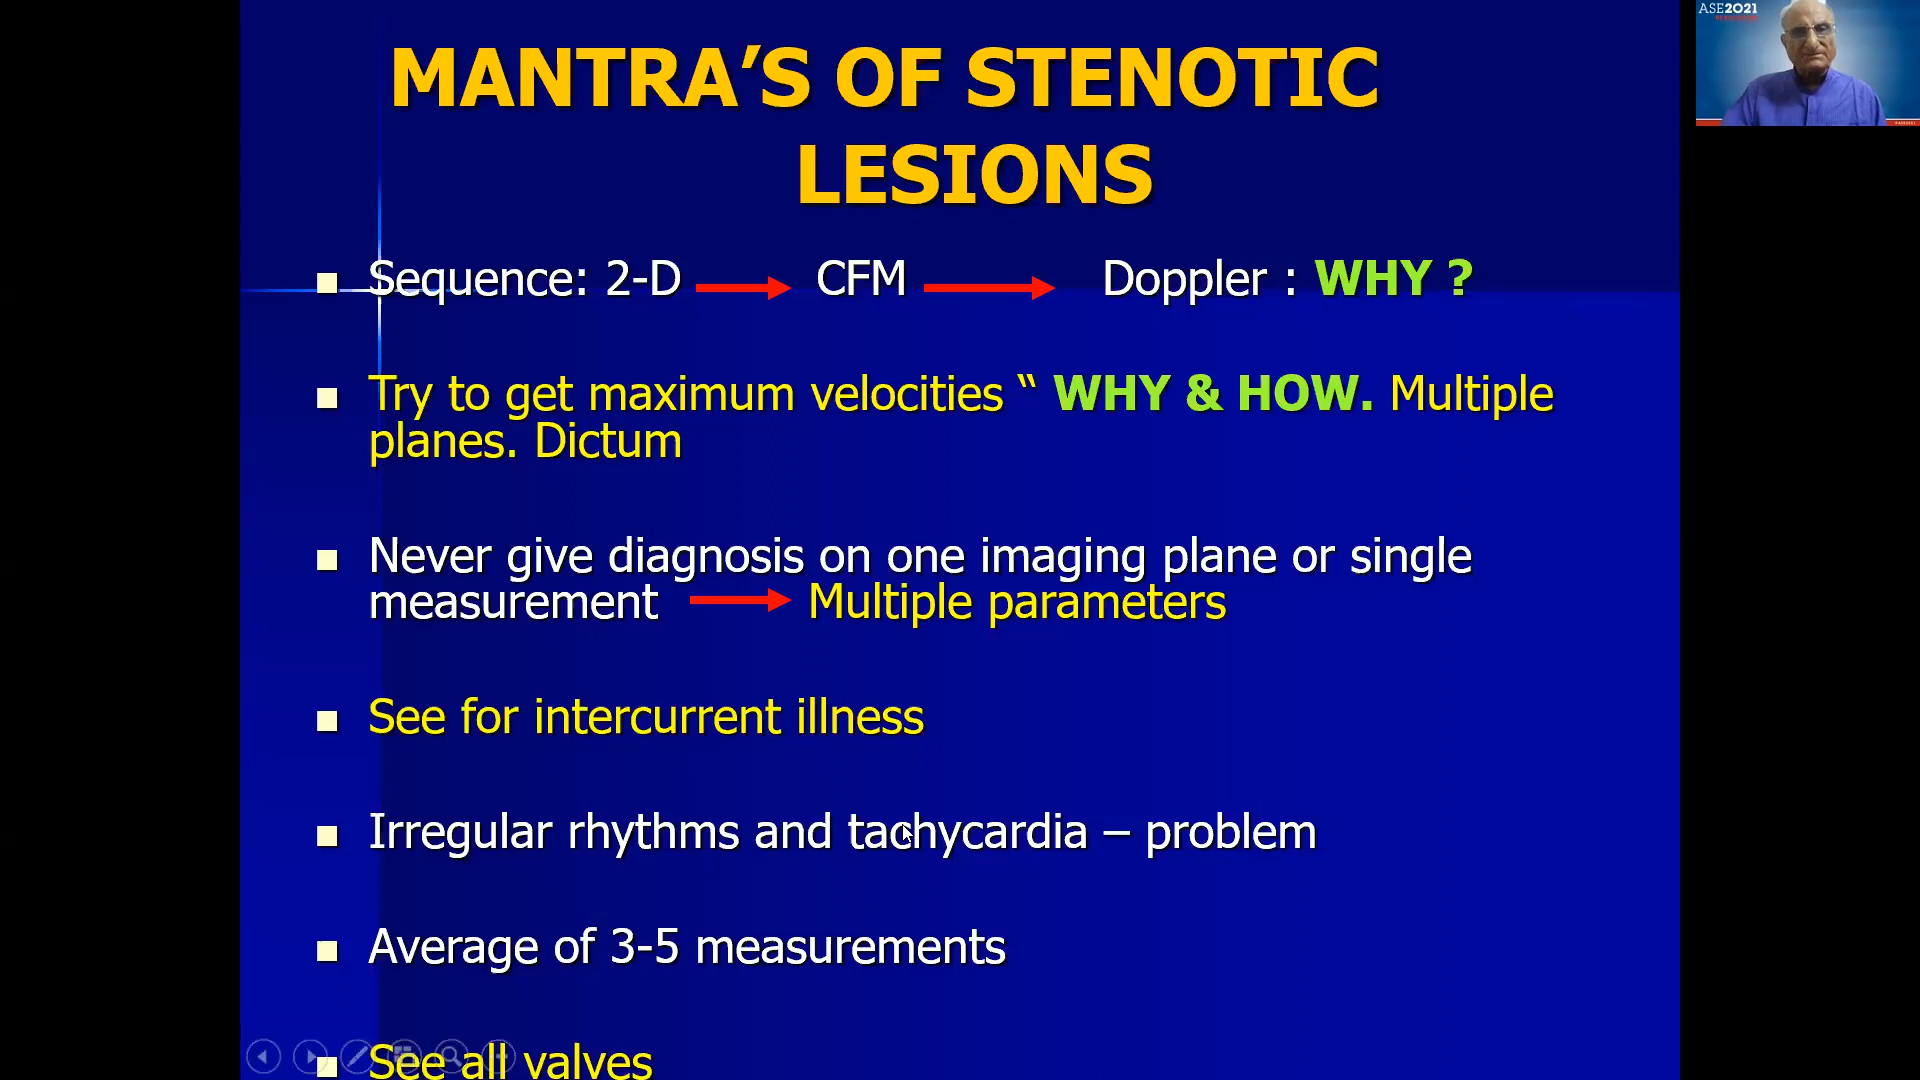 ASE2021
MANTRA’S OF STENOTIC
LESIONS
Sequence: 2-D CFM Doppler : WHY ?
Try to get maximum velocities “ WHY & HOW. Multiple
planes. Dictum
Never give diagnosis on one imaging plane or single
measurement Multiple parameters
See for intercurrent illness
Irregular rhythms and tachycardia – problem
Average of 3-5 measurements
See all valves